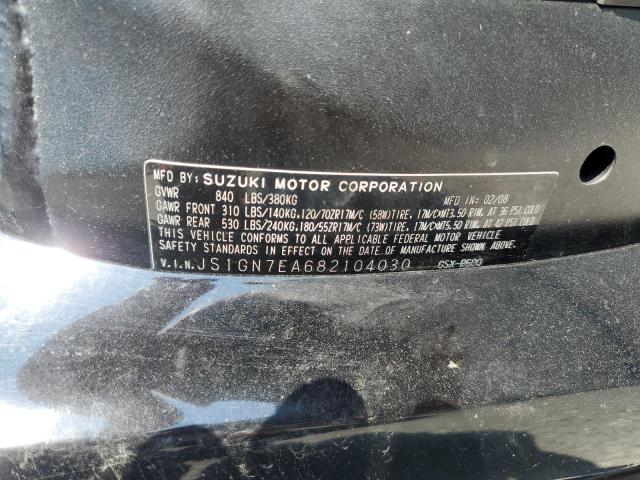 MFD BY: SUZUKI MOTOR CORPORATION MFD IN: 02/08
GVWR 840 LBS/380KG
GAWR FRONT 310 LBS/140KG, 120/70ZR17M/C (58W)TIRE, 17M/C×MT3.50 RIM, AT 36 PSI COLD
GAWR REAR 530 LBS/240KG, 180/55ZR17M/C (73W)TIRE, 17M/C×MT5.50 RIM, AT 42 PSI COLD
THIS VEHICLE CONFORMS TO ALL APPLICABLE FEDERAL MOTOR VEHICLE
SAFETY STANDARDS IN EFFECT ON THE DATE OF MANUFACTURE SHOWN ABOVE.
V.I.N. JS1GN7EA682104030 GSX-R600